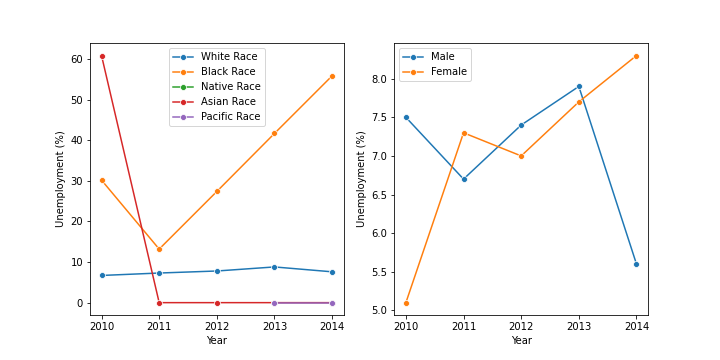 White Race
Black Race
Native Race
Asian Race
Pacific Race
60
50
40
30
20
10
0
Unemployment (%)
2010 2011 2012 2013 2014
Year
Male
Female
8.0
7.5
7.0
6.5
6.0
5.5
5.0
Unemployment (%)
2010 2011 2012 2013 2014
Year